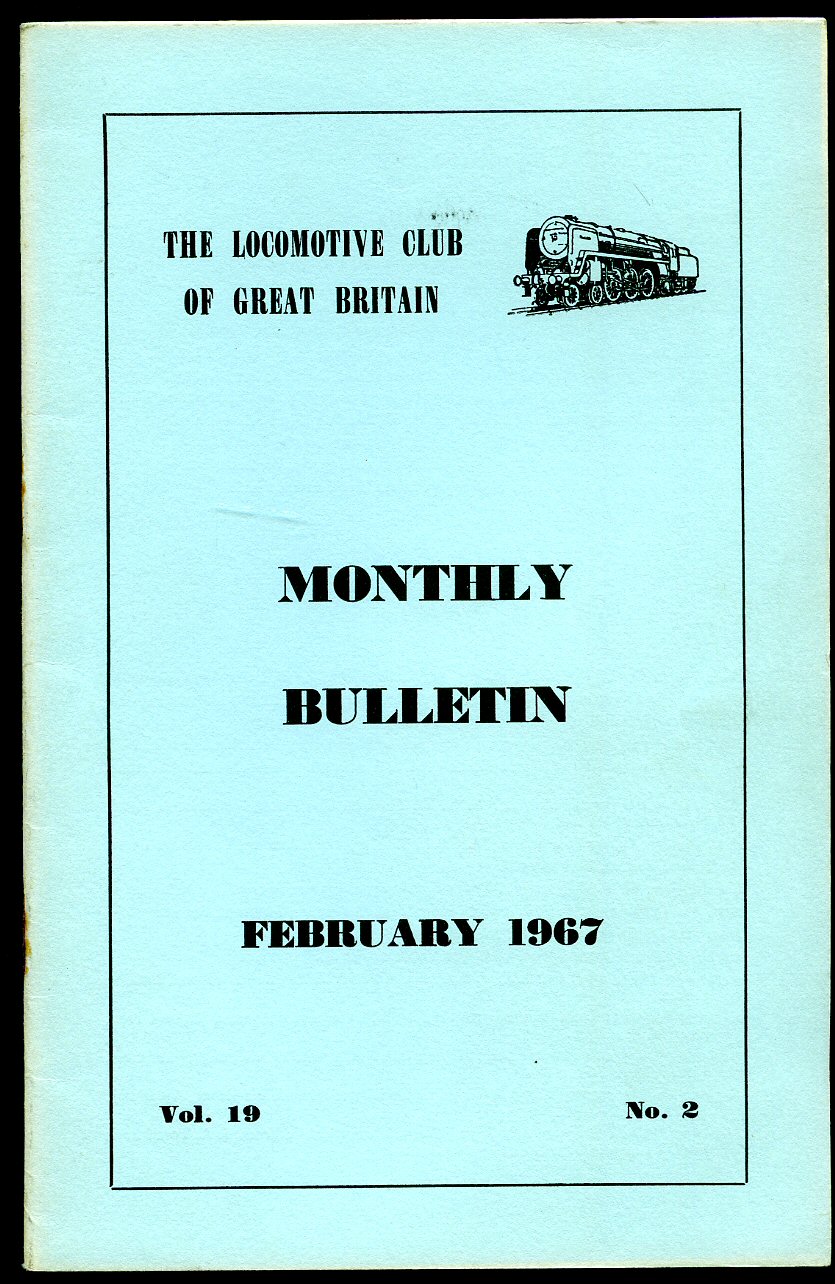 THE LOCOMOTIVE CLUB
OF GREAT BRITAIN
MONTHLY
BULLETIN
FEBRUARY 1967
Vol. 19
No. 2